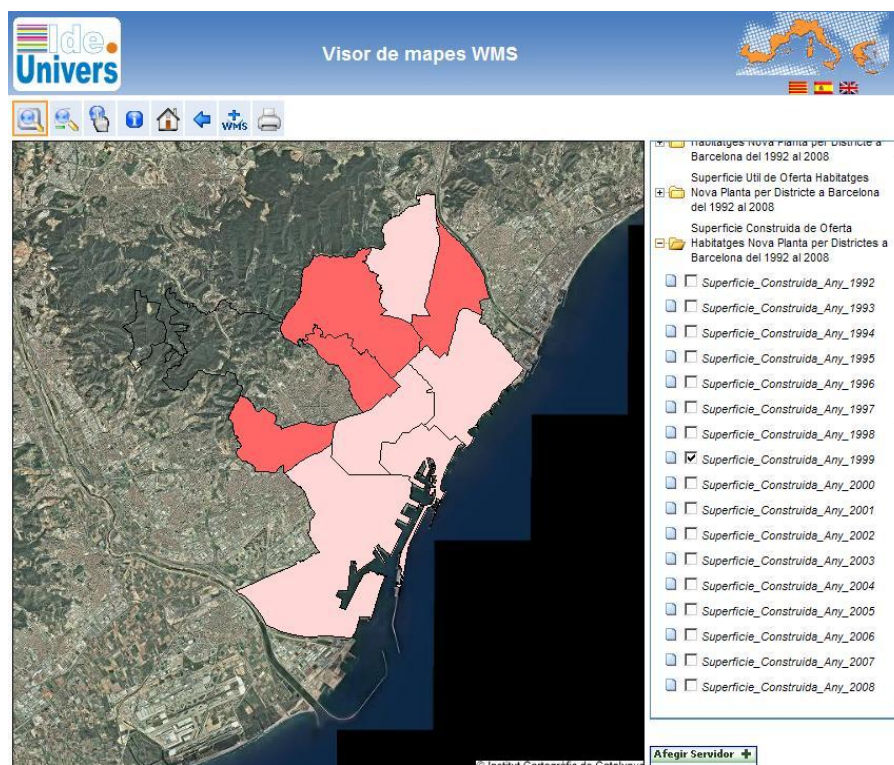 Ide.
Univers
Visor de mapes WMS
WMS
Habitatges Nova Planta per Districte a
Barcelona del 1992 al 2008
Superficie Util de Oferta Habitatges
Nova Planta per Districte a Barcelona
del 1992 al 2008
Superficie Construida de Oferta
Habitatges Nova Planta per Districtes a
Barcelona del 1992 al 2008
Superficie_Construida_Any_1992
Superficie_Construida_Any_1993
Superficie_Construida_Any_1994
Superficie_Construida_Any_1995
Superficie_Construida_Any_1996
Superficie_Construida_Any_1997
Superficie_Construida_Any_1998
Superficie_Construida_Any_1999
Superficie_Construida_Any_2000
Superficie_Construida_Any_2001
Superficie_Construida_Any_2002
Superficie_Construida_Any_2003
Superficie_Construida_Any_2004
Superficie_Construida_Any_2005
Superficie_Construida_Any_2006
Superficie_Construida_Any_2007
Superficie_Construida_Any_2008
Afegir Servidor +
© Institut Cartogràfic de Catalunya